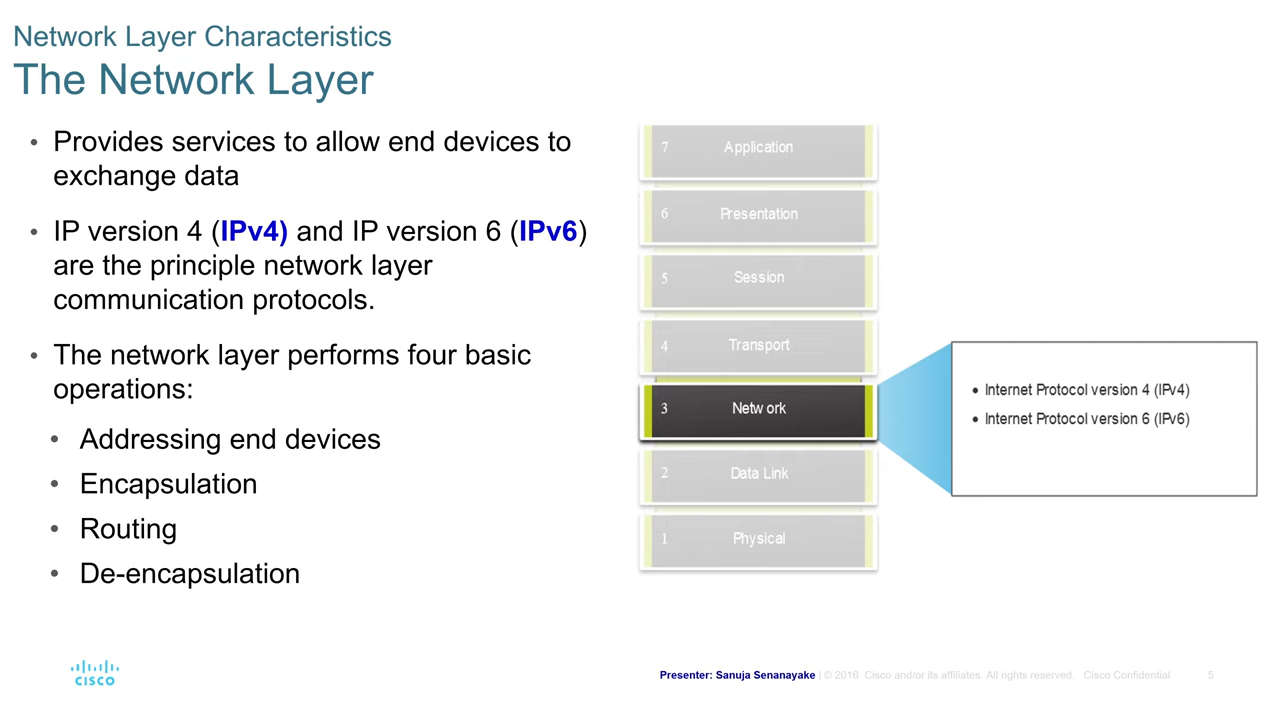 Network Layer Characteristics
The Network Layer
• Provides services to allow end devices to
exchange data
• IP version 4 (IPv4) and IP version 6 (IPv6)
are the principle network layer
communication protocols.
• The network layer performs four basic
operations:
• Addressing end devices
• Encapsulation
• Routing
• De-encapsulation
7 Application
6 Presentation
5 Session
4 Transport
3 Network
2 Data Link
1 Physical
• Internet Protocol version 4 (IPv4)
• Internet Protocol version 6 (IPv6)
CISCO
Presenter: Sanuja Senanayake | © 2016 Cisco and/or its affiliates. All rights reserved. Cisco Confidential 5